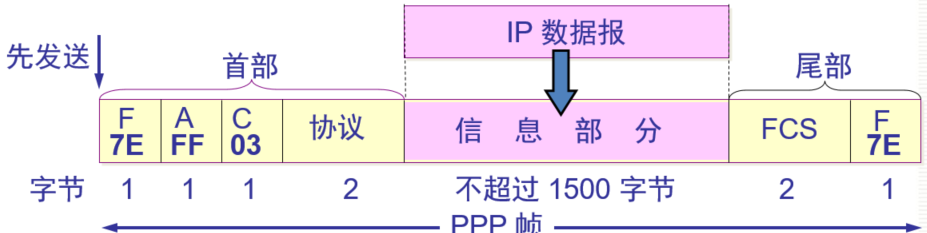 IP 数据报
先发送
首部
尾部
F A C 协议 信 息 部 分 FCS F
7E FF 03 7E
字节 1 1 1 2 不超过 1500 字节 2 1
PPP 帧